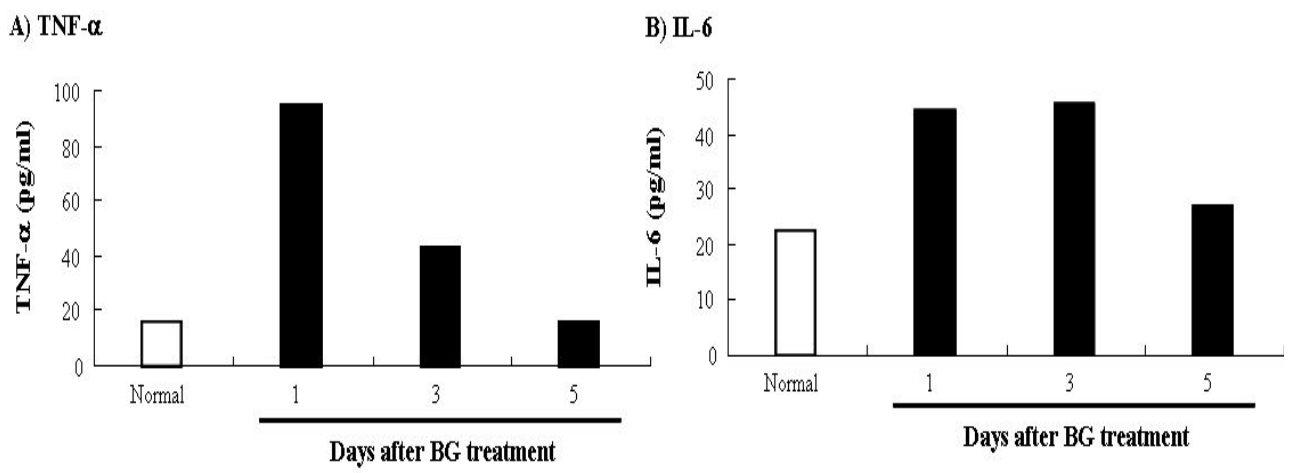 A) TNF-α
TNF-α (pg/ml)
100
80
60
40
20
0
Normal
1
3
5
Days after BG treatment
B) IL-6
IL-6 (pg/ml)
50
40
30
20
10
0
Normal
1
3
5
Days after BG treatment